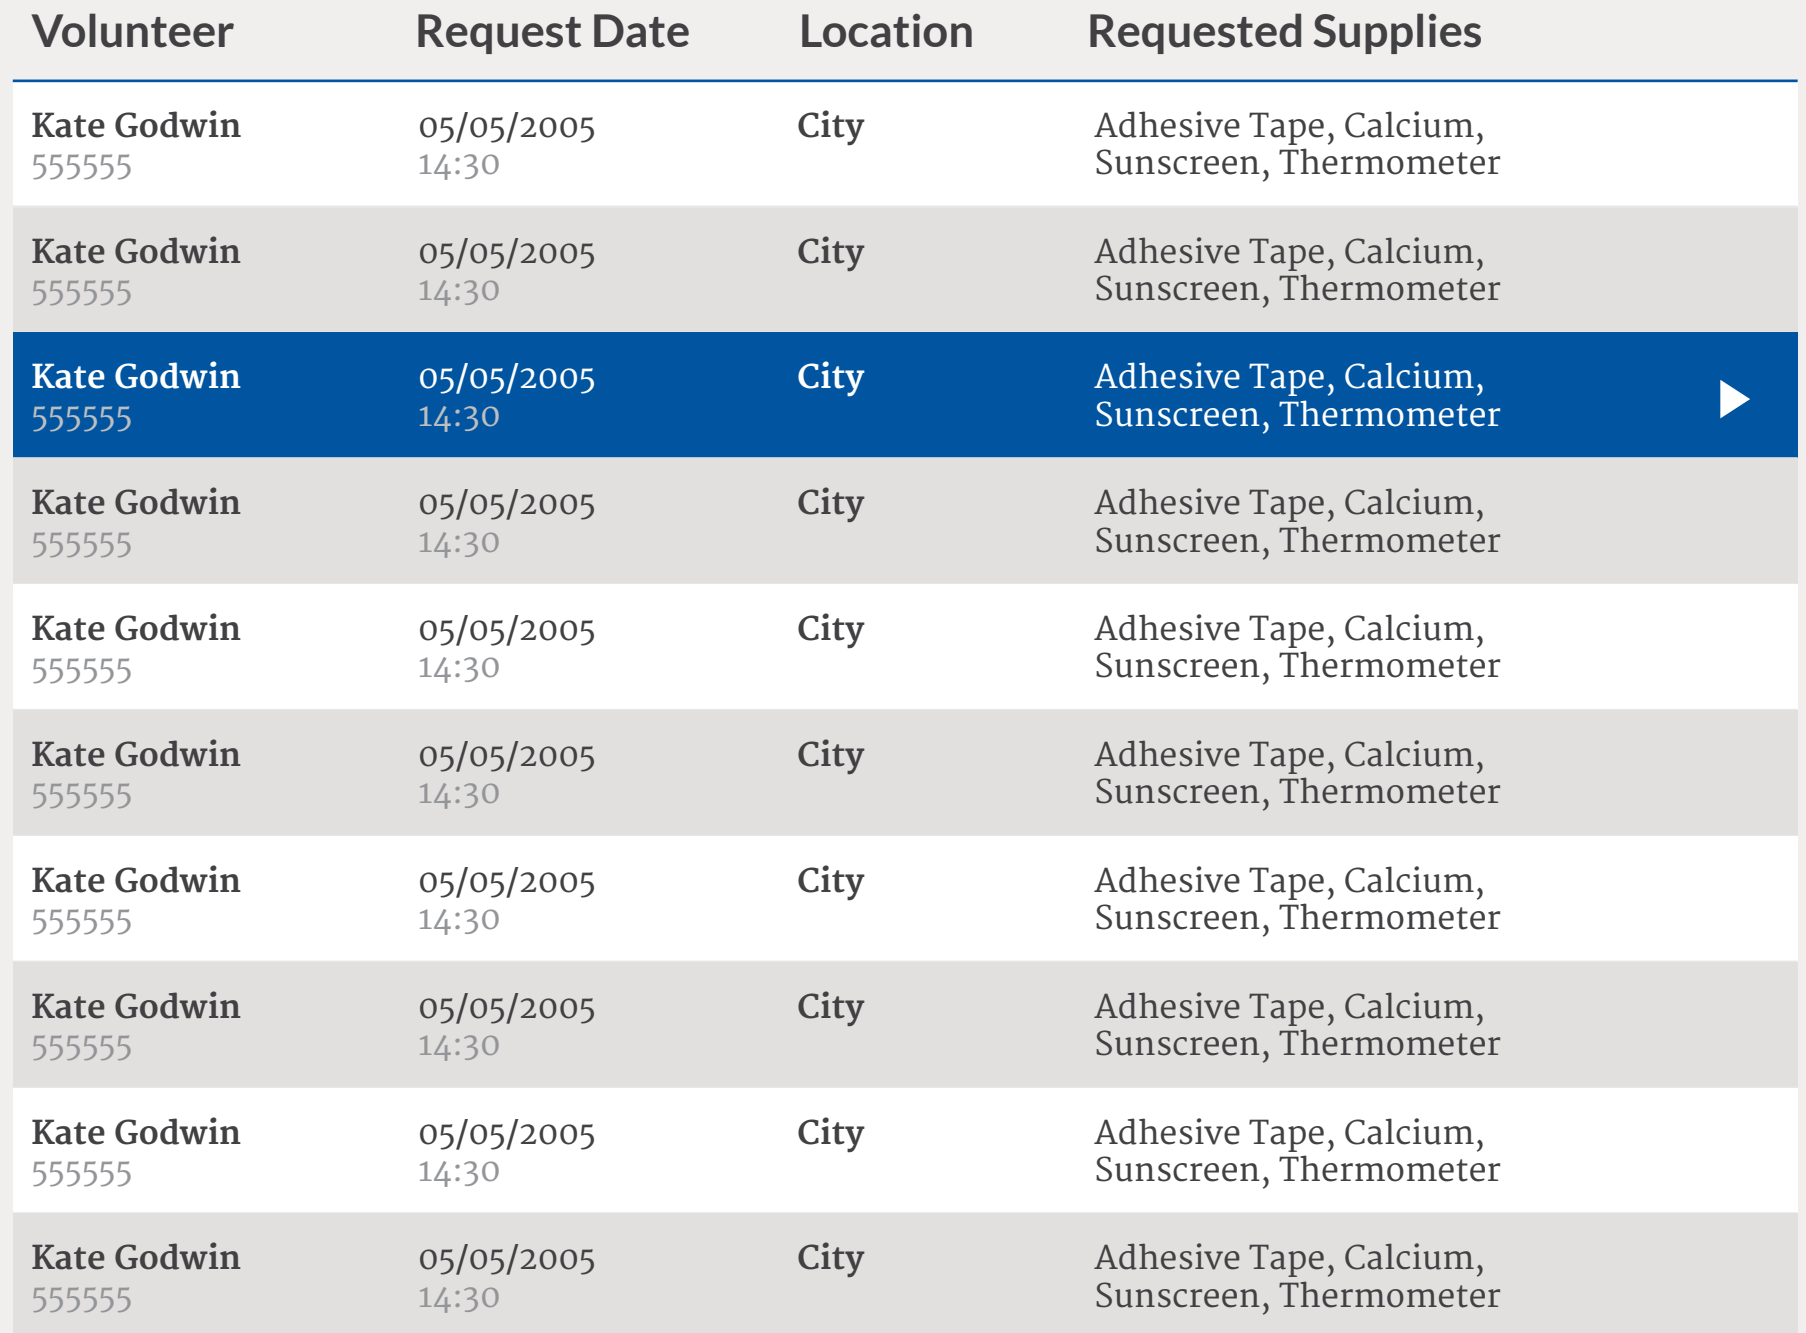 Volunteer Request Date Location Requested Supplies
Kate Godwin 05/05/2005 City Adhesive Tape, Calcium,
555555 14:30 Sunscreen, Thermometer
Kate Godwin 05/05/2005 City Adhesive Tape, Calcium,
555555 14:30 Sunscreen, Thermometer
Kate Godwin 05/05/2005 City Adhesive Tape, Calcium,
555555 14:30 Sunscreen, Thermometer
Kate Godwin 05/05/2005 City Adhesive Tape, Calcium,
555555 14:30 Sunscreen, Thermometer
Kate Godwin 05/05/2005 City Adhesive Tape, Calcium,
555555 14:30 Sunscreen, Thermometer
Kate Godwin 05/05/2005 City Adhesive Tape, Calcium,
555555 14:30 Sunscreen, Thermometer
Kate Godwin 05/05/2005 City Adhesive Tape, Calcium,
555555 14:30 Sunscreen, Thermometer
Kate Godwin 05/05/2005 City Adhesive Tape, Calcium,
555555 14:30 Sunscreen, Thermometer
Kate Godwin 05/05/2005 City Adhesive Tape, Calcium,
555555 14:30 Sunscreen, Thermometer
Kate Godwin 05/05/2005 City Adhesive Tape, Calcium,
555555 14:30 Sunscreen, Thermometer